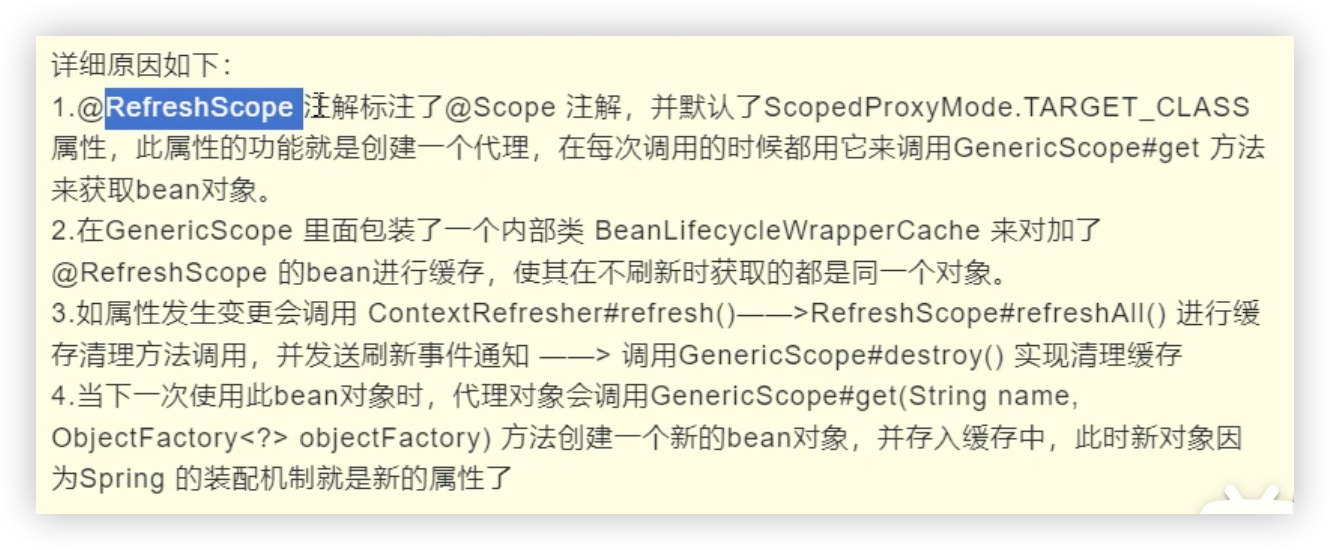 详细原因如下：
1.@RefreshScope 注解标注了@Scope 注解，并默认了ScopedProxyMode.TARGET_CLASS
属性，此属性的功能就是创建一个代理，在每次调用的时候都用它来调用GenericScope#get 方法
来获取bean对象。
2.在GenericScope 里面包装了一个内部类 BeanLifecycleWrapperCache 来对加了
@RefreshScope 的bean进行缓存，使其在不刷新时获取的都是同一个对象。
3.如属性发生变更会调用 ContextRefresher#refresh()——>RefreshScope#refreshAll() 进行缓
存清理方法调用，并发送刷新事件通知 ——> 调用GenericScope#destroy() 实现清理缓存
4.当下一次使用此bean对象时，代理对象会调用GenericScope#get(String name,
ObjectFactory<?> objectFactory) 方法创建一个新的bean对象，并存入缓存中，此时新对象因
为Spring 的装配机制就是新的属性了